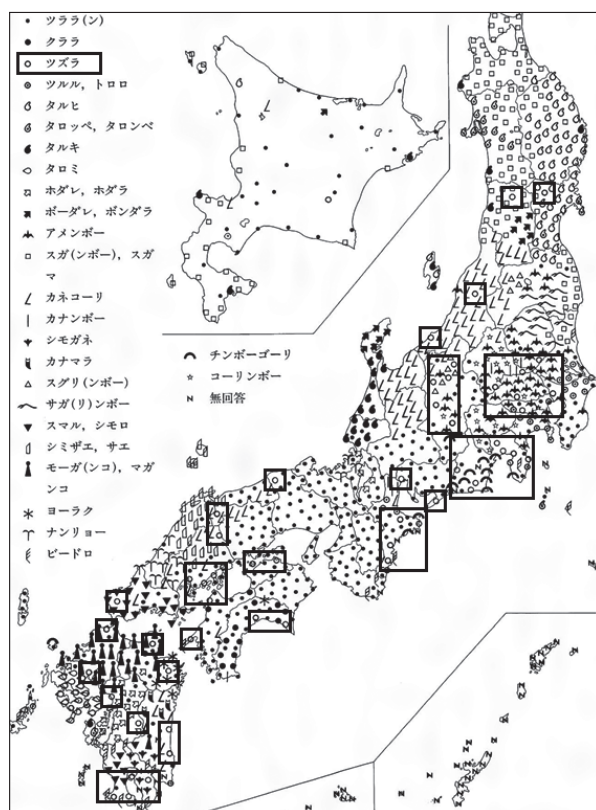 ツララ(ン)
クララ
ツズラ
ツルル，トロロ
タルヒ
タロッペ，タロンベ
タルキ
タロミ
ホダレ，ホダラ
ボーダレ，ボンダラ
アメンボー
スガ(ンボー)，スガ
マ
カネコーリ
カナンボー
シモガネ
カナマラ
スグリ(ンボー)
サガ(リ)ンボー
スマル，シモロ
シミザエ，サエ
モーガ(ンコ)，マガ
ンコ
ヨーラク
ナンリョー
ビードロ
チンボーゴーリ
コーリンボー
無回答